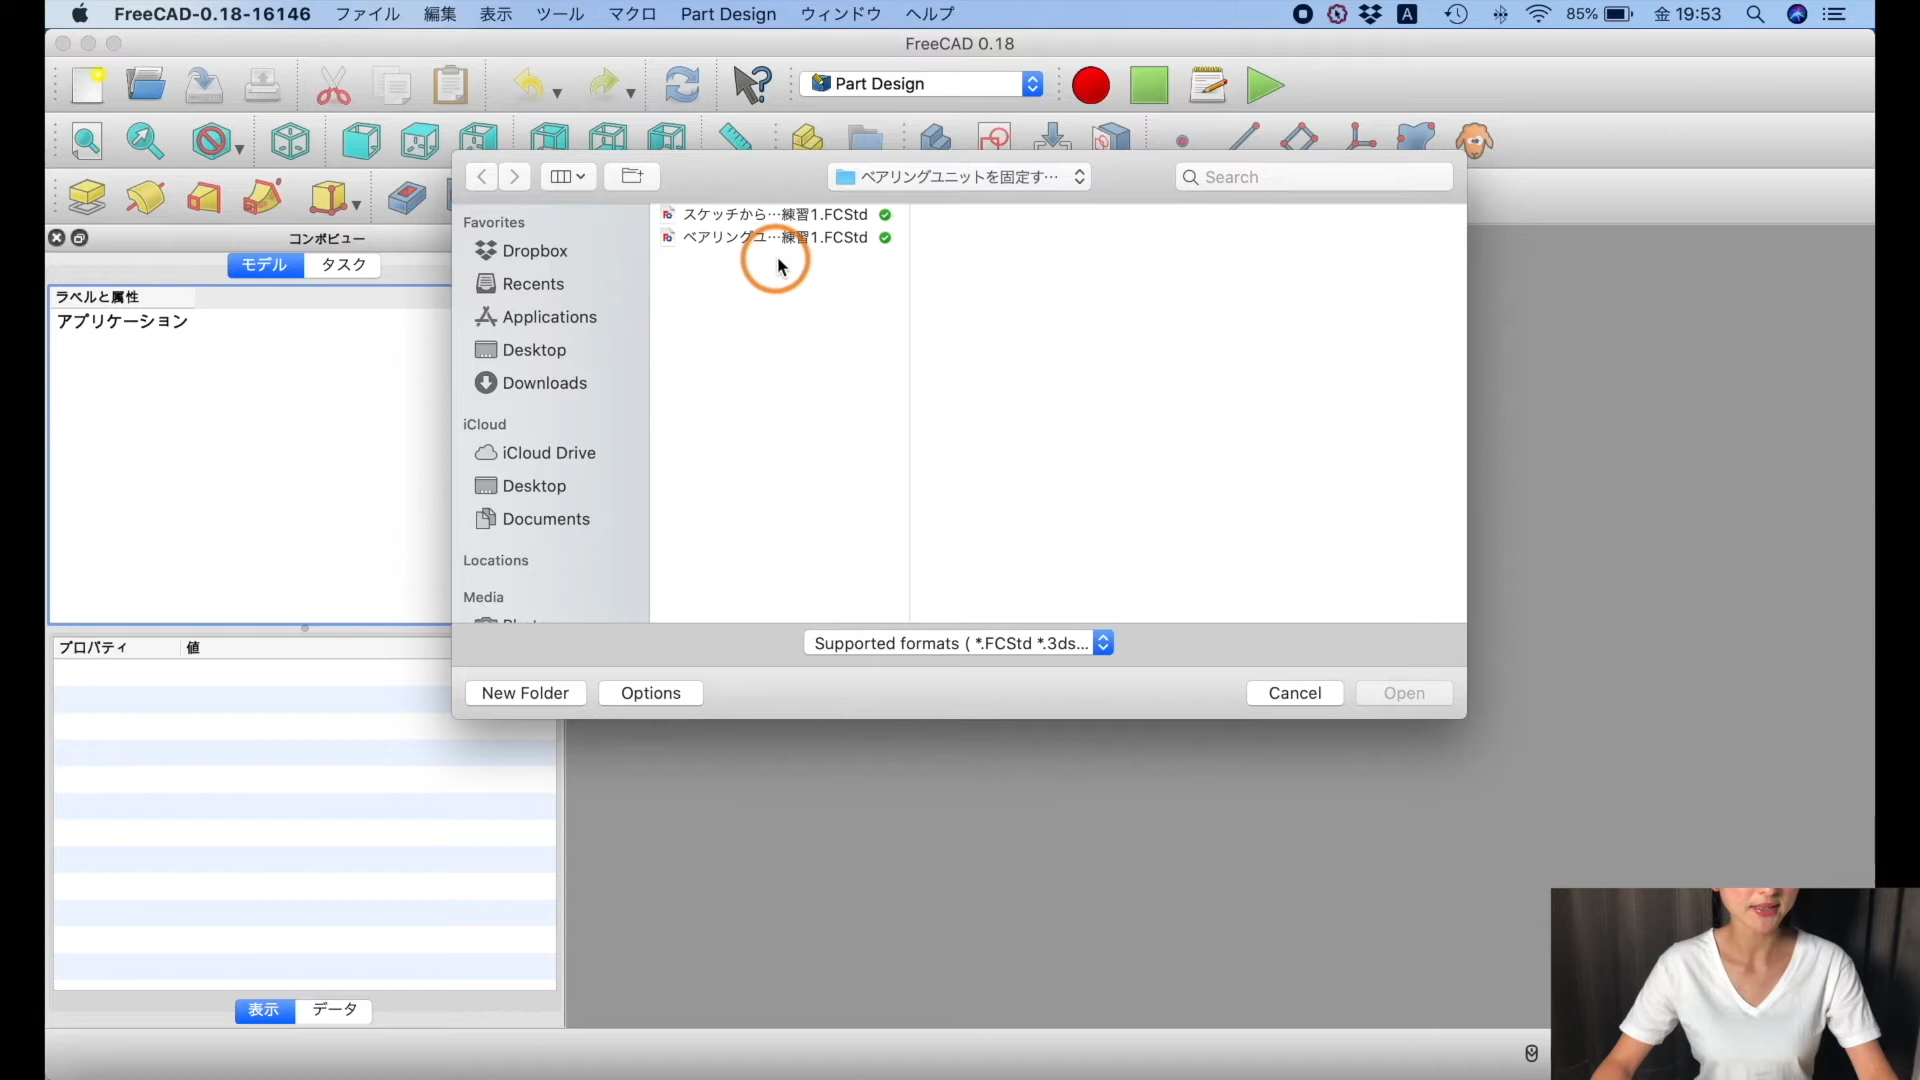 FreeCAD-0.18-16146 ファイル 編集 表示 ツール マクロ Part Design ウィンドウ ヘルプ A 85% 金 19:53
FreeCAD 0.18
Part Design
ベアリングユニットを固定す… Search
コンボビュー
モデル タスク
ラベルと属性
アプリケーション
プロパティ 値
表示 データ
Favorites
Dropbox
Recents
Applications
Desktop
Downloads
iCloud
iCloud Drive
Desktop
Documents
Locations
Media
スケッチから…練習1.FCStd
ベアリングユ…練習1.FCStd
Supported formats ( *.FCStd *.3ds...
New Folder Options Cancel Open